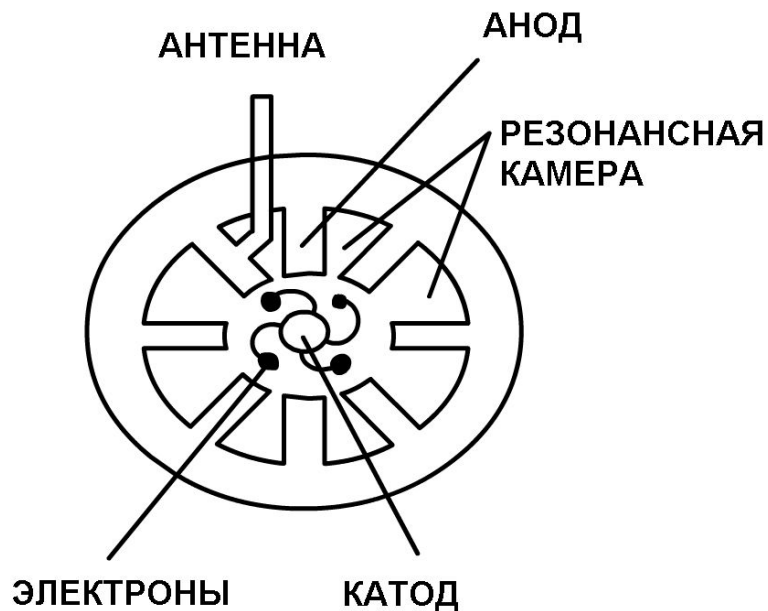 АНТЕННА
АНОД
РЕЗОНАНСНАЯ
КАМЕРА
ЭЛЕКТРОНЫ
КАТОД